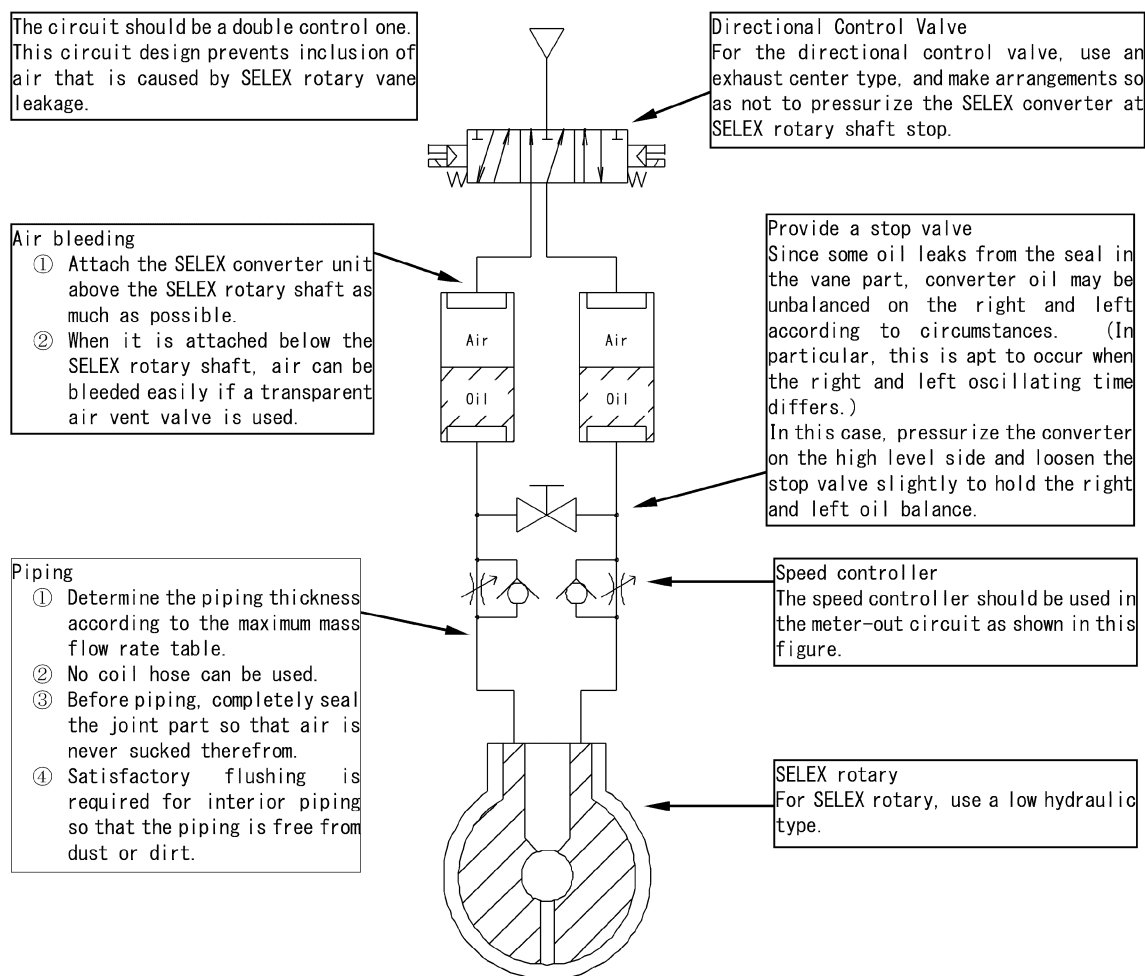 The circuit should be a double control one.
This circuit design prevents inclusion of
air that is caused by SELEX rotary vane
leakage.
Directional Control Valve
For the directional control valve, use an
exhaust center type, and make arrangements so
as not to pressurize the SELEX converter at
SELEX rotary shaft stop.
Air bleeding
① Attach the SELEX converter unit
above the SELEX rotary shaft as
much as possible.
② When it is attached below the
SELEX rotary shaft, air can be
bleeded easily if a transparent
air vent valve is used.
Air
Air
Oil
Oil
Provide a stop valve
Since some oil leaks from the seal in
the vane part, converter oil may be
unbalanced on the right and left
according to circumstances. (In
particular, this is apt to occur when
the right and left oscillating time
differs.)
In this case, pressurize the converter
on the high level side and loosen the
stop valve slightly to hold the right
and left oil balance.
Piping
① Determine the piping thickness
according to the maximum mass
flow rate table.
② No coil hose can be used.
③ Before piping, completely seal
the joint part so that air is
never sucked therefrom.
④ Satisfactory flushing is
required for interior piping
so that the piping is free from
dust or dirt.
Speed controller
The speed controller should be used in
the meter-out circuit as shown in this
figure.
SELEX rotary
For SELEX rotary, use a low hydraulic
type.